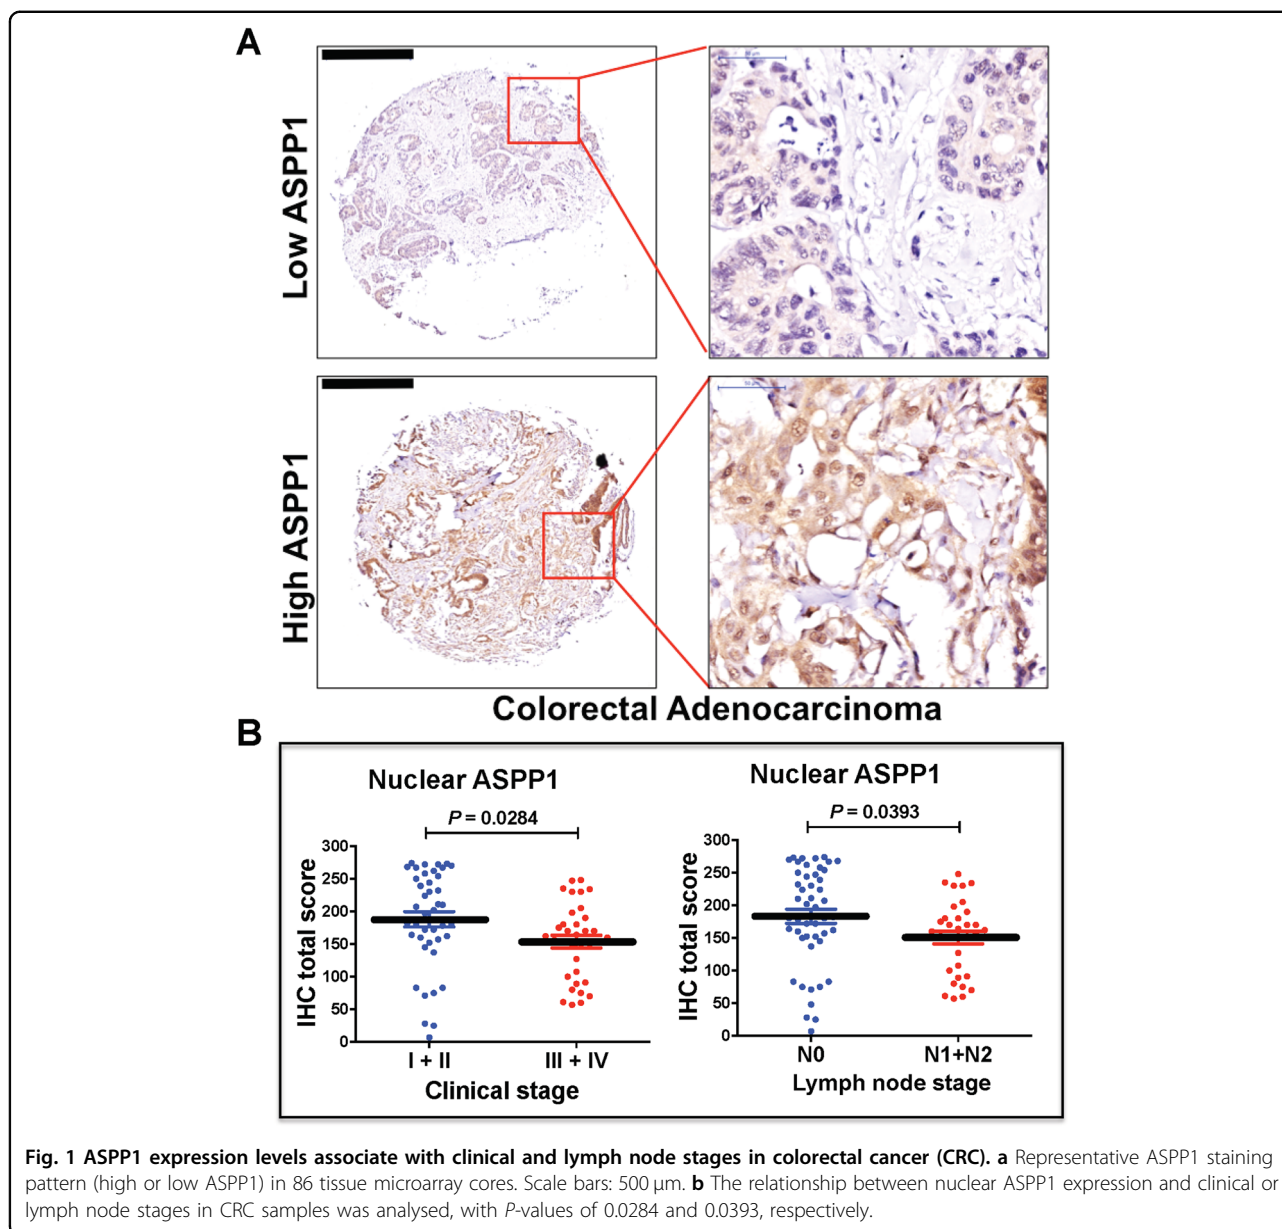 A
Low ASPP1
High ASPP1
50 µm
Colorectal Adenocarcinoma
B
Nuclear ASPP1
P = 0.0284
IHC total score
300
250
200
150
100
50
0
I + II
III + IV
Clinical stage
Nuclear ASPP1
P = 0.0393
IHC total score
300
250
200
150
100
50
0
N0
N1+N2
Lymph node stage
Fig. 1 ASPP1 expression levels associate with clinical and lymph node stages in colorectal cancer (CRC). a Representative ASPP1 staining
pattern (high or low ASPP1) in 86 tissue microarray cores. Scale bars: 500 µm. b The relationship between nuclear ASPP1 expression and clinical or
lymph node stages in CRC samples was analysed, with P-values of 0.0284 and 0.0393, respectively.